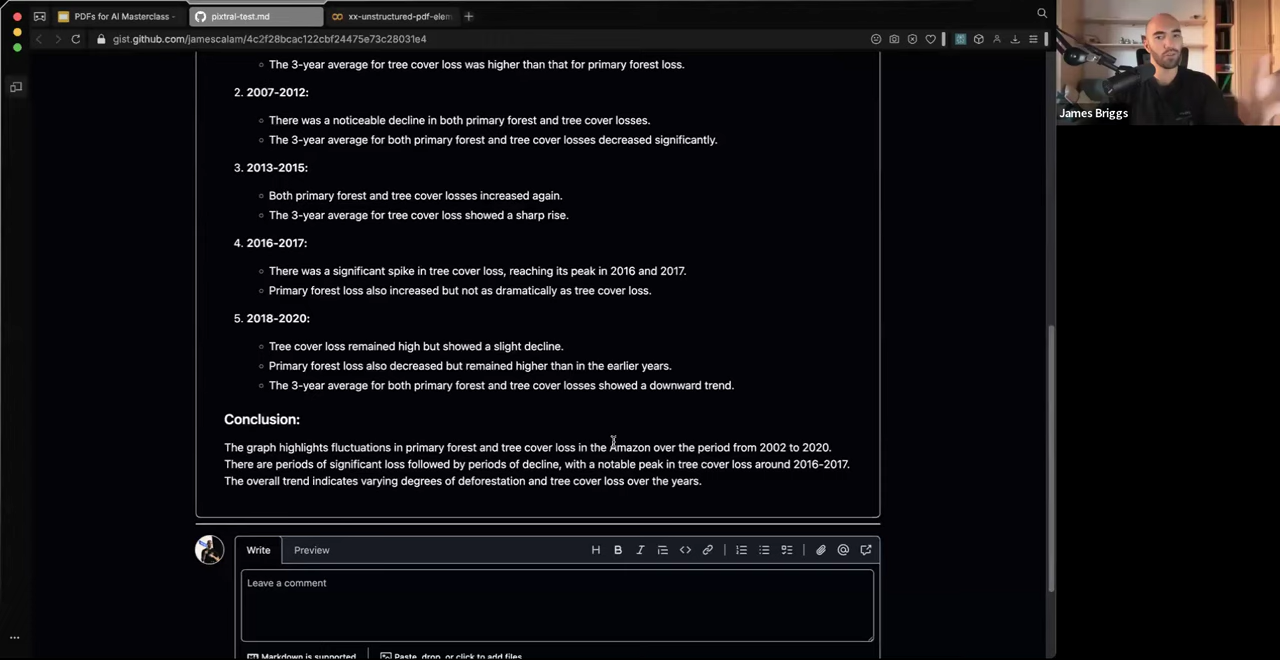 PDFs for AI Masterclass -
pixtral-test.md
xx-unstructured-pdf-elem
gist.github.com/jamescalam/4c2f28bcac122cbf24475e73c28031e4
James Briggs
The 3-year average for tree cover loss was higher than that for primary forest loss.
2. 2007-2012:
There was a noticeable decline in both primary forest and tree cover losses.
The 3-year average for both primary forest and tree cover losses decreased significantly.
3. 2013-2015:
Both primary forest and tree cover losses increased again.
The 3-year average for tree cover loss showed a sharp rise.
4. 2016-2017:
There was a significant spike in tree cover loss, reaching its peak in 2016 and 2017.
Primary forest loss also increased but not as dramatically as tree cover loss.
5. 2018-2020:
Tree cover loss remained high but showed a slight decline.
Primary forest loss also decreased but remained higher than in the earlier years.
The 3-year average for both primary forest and tree cover losses showed a downward trend.
Conclusion:
The graph highlights fluctuations in primary forest and tree cover loss in the Amazon over the period from 2002 to 2020.
There are periods of significant loss followed by periods of decline, with a notable peak in tree cover loss around 2016-2017.
The overall trend indicates varying degrees of deforestation and tree cover loss over the years.
Write Preview
Leave a comment
Markdown is supported Paste, drop, or click to add files